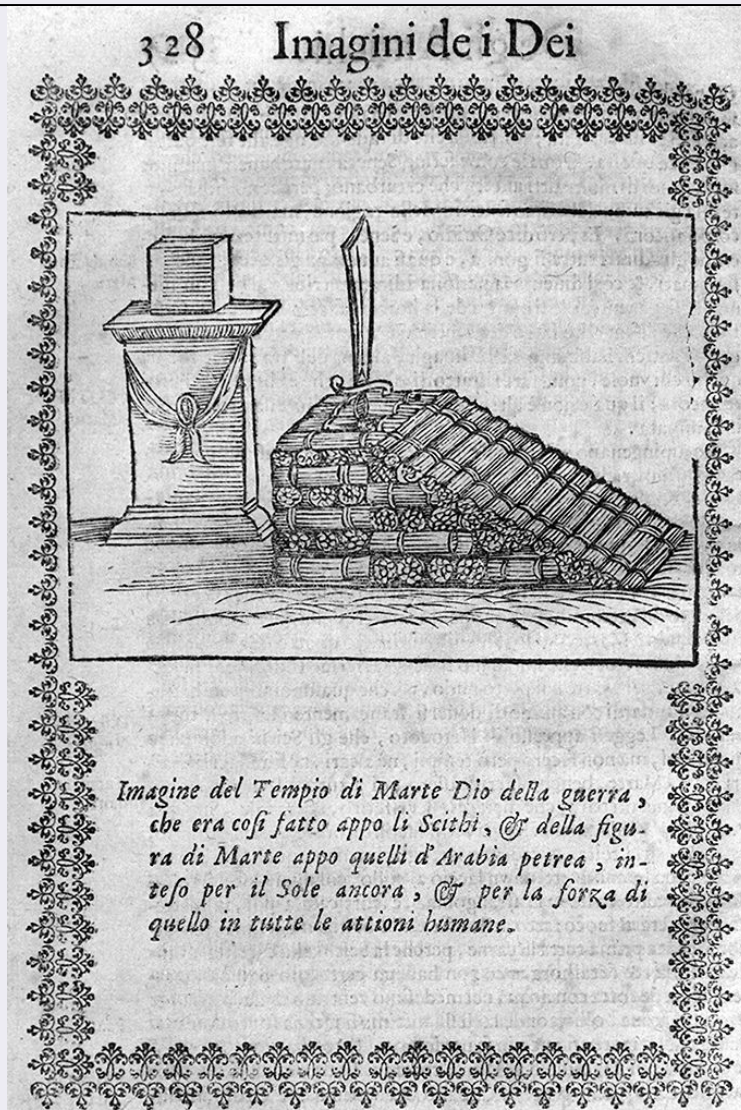 328 Imagini de i Dei
Imagine del Tempio di Marte Dio della guerra,
che era coſi fatto appo li Scithi, & della figu-
ra di Marte appo quelli d'Arabia petrea, in-
teſo per il Sole ancora, & per la forza di
quello in tutte le attioni humane.